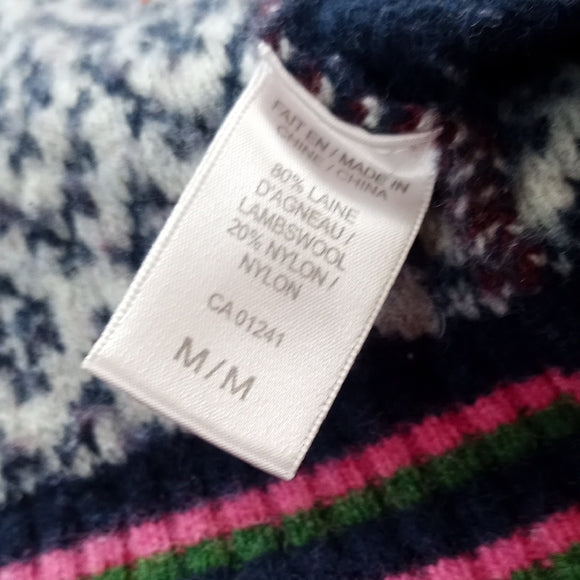 FAIT EN / MADE IN
CHINE / CHINA
80% LAINE
D'AGNEAU /
LAMBSWOOL
20% NYLON /
NYLON
CA 01241
M / M